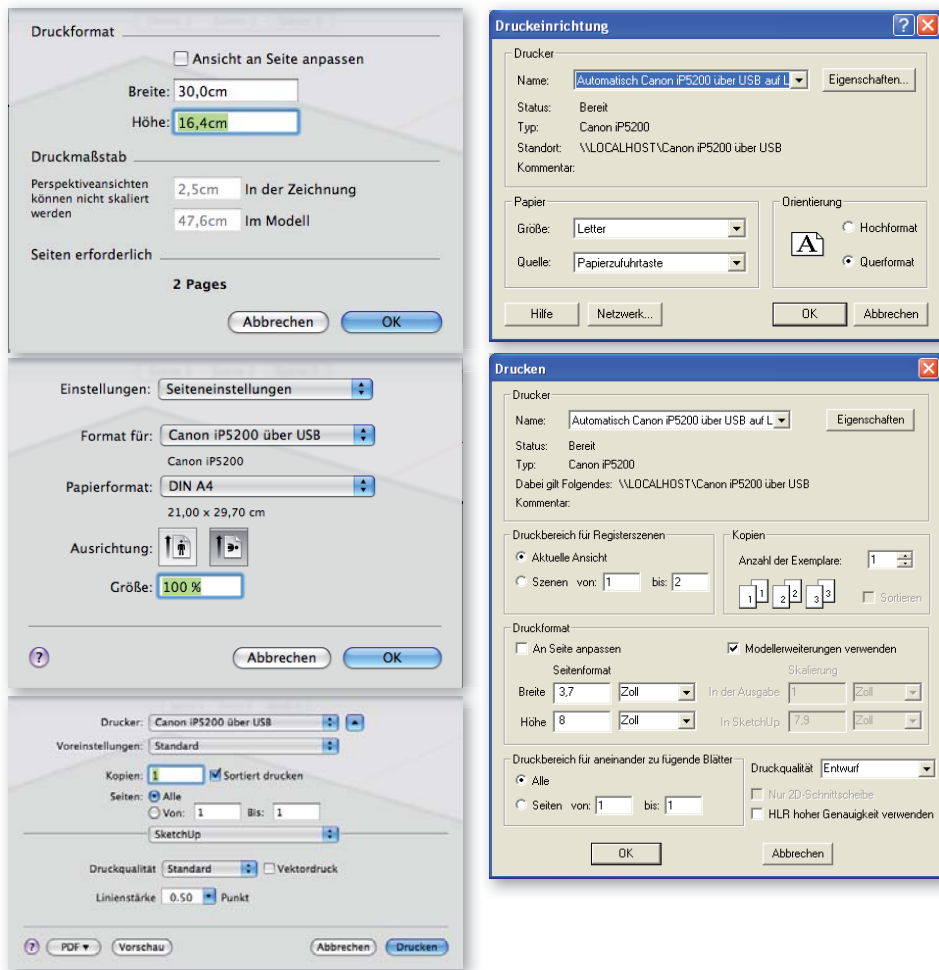 Druckformat
Ansicht an Seite anpassen
Breite: 30,0cm
Höhe: 16,4cm
Druckmaßstab
Perspektiveansichten
können nicht skaliert
werden
2,5cm In der Zeichnung
47,6cm Im Modell
Seiten erforderlich
2 Pages
Abbrechen OK
Einstellungen: Seiteneinstellungen
Format für: Canon iP5200 über USB
Canon iP5200
Papierformat: DIN A4
21,00 x 29,70 cm
Ausrichtung:
Größe: 100 %
? Abbrechen OK
Drucker: Canon iP5200 über USB
Voreinstellungen: Standard
Kopien: 1 Sortiert drucken
Seiten: Alle
Von: 1 Bis: 1
SketchUp
Druckqualität Standard Vektordruck
Linienstärke 0.50 Punkt
? PDF Vorschau Abbrechen Drucken
Druckeinrichtung
Drucker
Name: Automatisch Canon iP5200 über USB auf L Eigenschaften...
Status: Bereit
Typ: Canon iP5200
Standort: \\LOCALHOST\Canon iP5200 über USB
Kommentar:
Papier Orientierung
Größe: Letter A Hochformat
Quelle: Papierzufuhrtaste Querformat
Hilfe Netzwerk... OK Abbrechen
Drucken
Drucker
Name: Automatisch Canon iP5200 über USB auf L Eigenschaften
Status: Bereit
Typ: Canon iP5200
Dabei gilt Folgendes: \\LOCALHOST\Canon iP5200 über USB
Kommentar:
Druckbereich für Registerszenen Kopien
Aktuelle Ansicht Anzahl der Exemplare: 1
Szenen von: 1 bis: 2 1 1 2 2 3 3 Sortieren
Druckformat
An Seite anpassen Modellerweiterungen verwenden
Seitenformat Skalierung
Breite 3,7 Zoll In der Ausgabe 1 Zoll
Höhe 8 Zoll In SketchUp 7,9 Zoll
Druckbereich für aneinander zu fügende Blätter Druckqualität Entwurf
Alle Nur 2D-Schnittscheibe
Seiten von: 1 bis: 1 HLR hoher Genauigkeit verwenden
OK Abbrechen